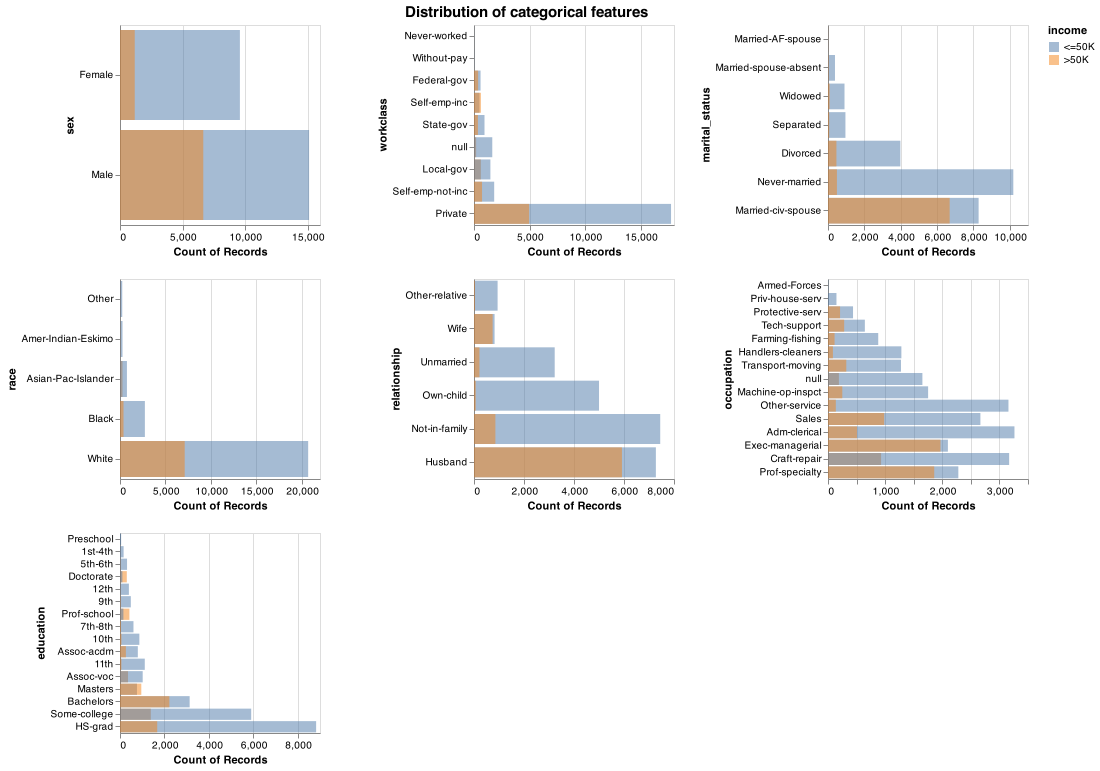 Distribution of categorical features
Female
Male
sex
0 5,000 10,000 15,000
Count of Records
Never-worked
Without-pay
Federal-gov
Self-emp-inc
State-gov
null
Local-gov
Self-emp-not-inc
Private
workclass
0 5,000 10,000 15,000
Count of Records
Married-AF-spouse
Married-spouse-absent
Widowed
Separated
Divorced
Never-married
Married-civ-spouse
marital_status
0 2,000 4,000 6,000 8,000 10,000
Count of Records
income
<=50K
>50K
Other
Amer-Indian-Eskimo
Asian-Pac-Islander
Black
White
race
0 5,000 10,000 15,000 20,000
Count of Records
Other-relative
Wife
Unmarried
Own-child
Not-in-family
Husband
relationship
0 2,000 4,000 6,000 8,000
Count of Records
Armed-Forces
Priv-house-serv
Protective-serv
Tech-support
Farming-fishing
Handlers-cleaners
Transport-moving
null
Machine-op-inspct
Other-service
Sales
Adm-clerical
Exec-managerial
Craft-repair
Prof-specialty
occupation
0 1,000 2,000 3,000
Count of Records
Preschool
1st-4th
5th-6th
Doctorate
12th
9th
Prof-school
7th-8th
10th
Assoc-acdm
11th
Assoc-voc
Masters
Bachelors
Some-college
HS-grad
education
0 2,000 4,000 6,000 8,000
Count of Records